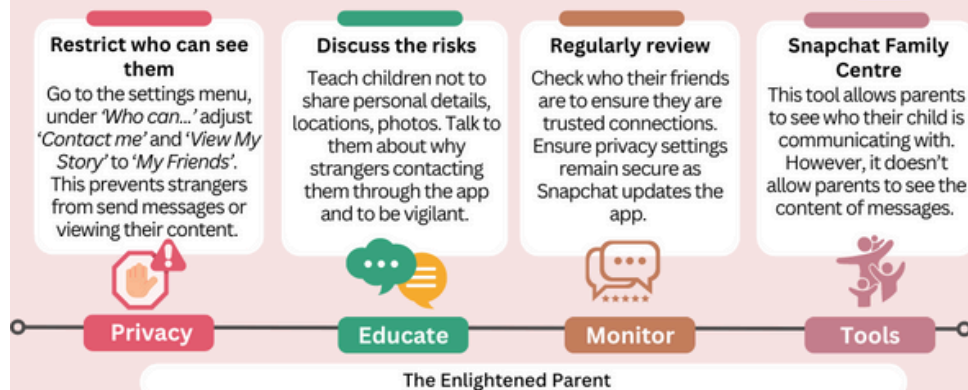 Restrict who can see
them
Go to the settings menu,
under ‘Who can...’ adjust
‘Contact me’ and ‘View My
Story’ to ‘My Friends’.
This prevents strangers
from send messages or
viewing their content.
Privacy
Discuss the risks
Teach children not to
share personal details,
locations, photos. Talk to
them about why
strangers contacting
them through the app
and to be vigilant.
Educate
Regularly review
Check who their friends
are to ensure they are
trusted connections.
Ensure privacy settings
remain secure as
Snapchat updates the
app.
Monitor
Snapchat Family
Centre
This tool allows parents
to see who their child is
communicating with.
However, it doesn’t
allow parents to see the
content of messages.
Tools
The Enlightened Parent